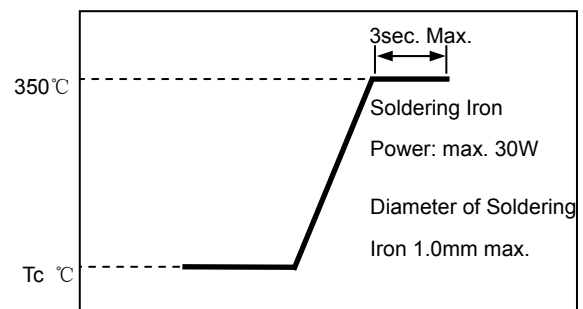 3sec. Max.
350℃
Soldering Iron
Power: max. 30W
Diameter of Soldering
Iron 1.0mm max.
Tc ℃